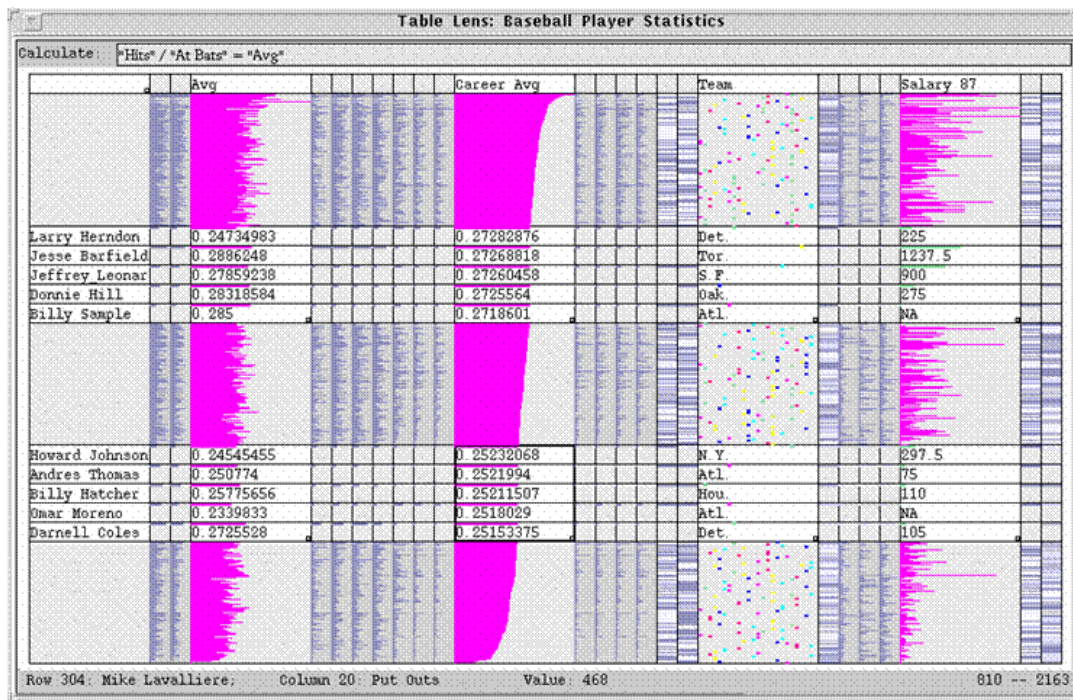 Table Lens: Baseball Player Statistics
Calculate: "Hits" / "At Bats" = "Avg"
Avg Career Avg Team Salary 87
Larry Herndon 0.24734983 0.27282876 Det. 225
Jesse Barfield 0.2886248 0.27268818 Tor. 1237.5
Jeffrey_Leonar 0.27859238 0.27260458 S.F. 900
Donnie Hill 0.28318584 0.2725564 Oak. 275
Billy Sample 0.285 0.2718601 Atl. NA
Howard Johnson 0.24545455 0.25232068 N.Y. 297.5
Andres Thomas 0.250774 0.2521994 Atl. 75
Billy Hatcher 0.25775656 0.25211507 Hou. 110
Omar Moreno 0.2339833 0.2518029 Atl. NA
Darnell Coles 0.2725528 0.25153375 Det. 105
Row 304: Mike Lavalliere; Column 20: Put Outs Value: 468 810 -- 2163